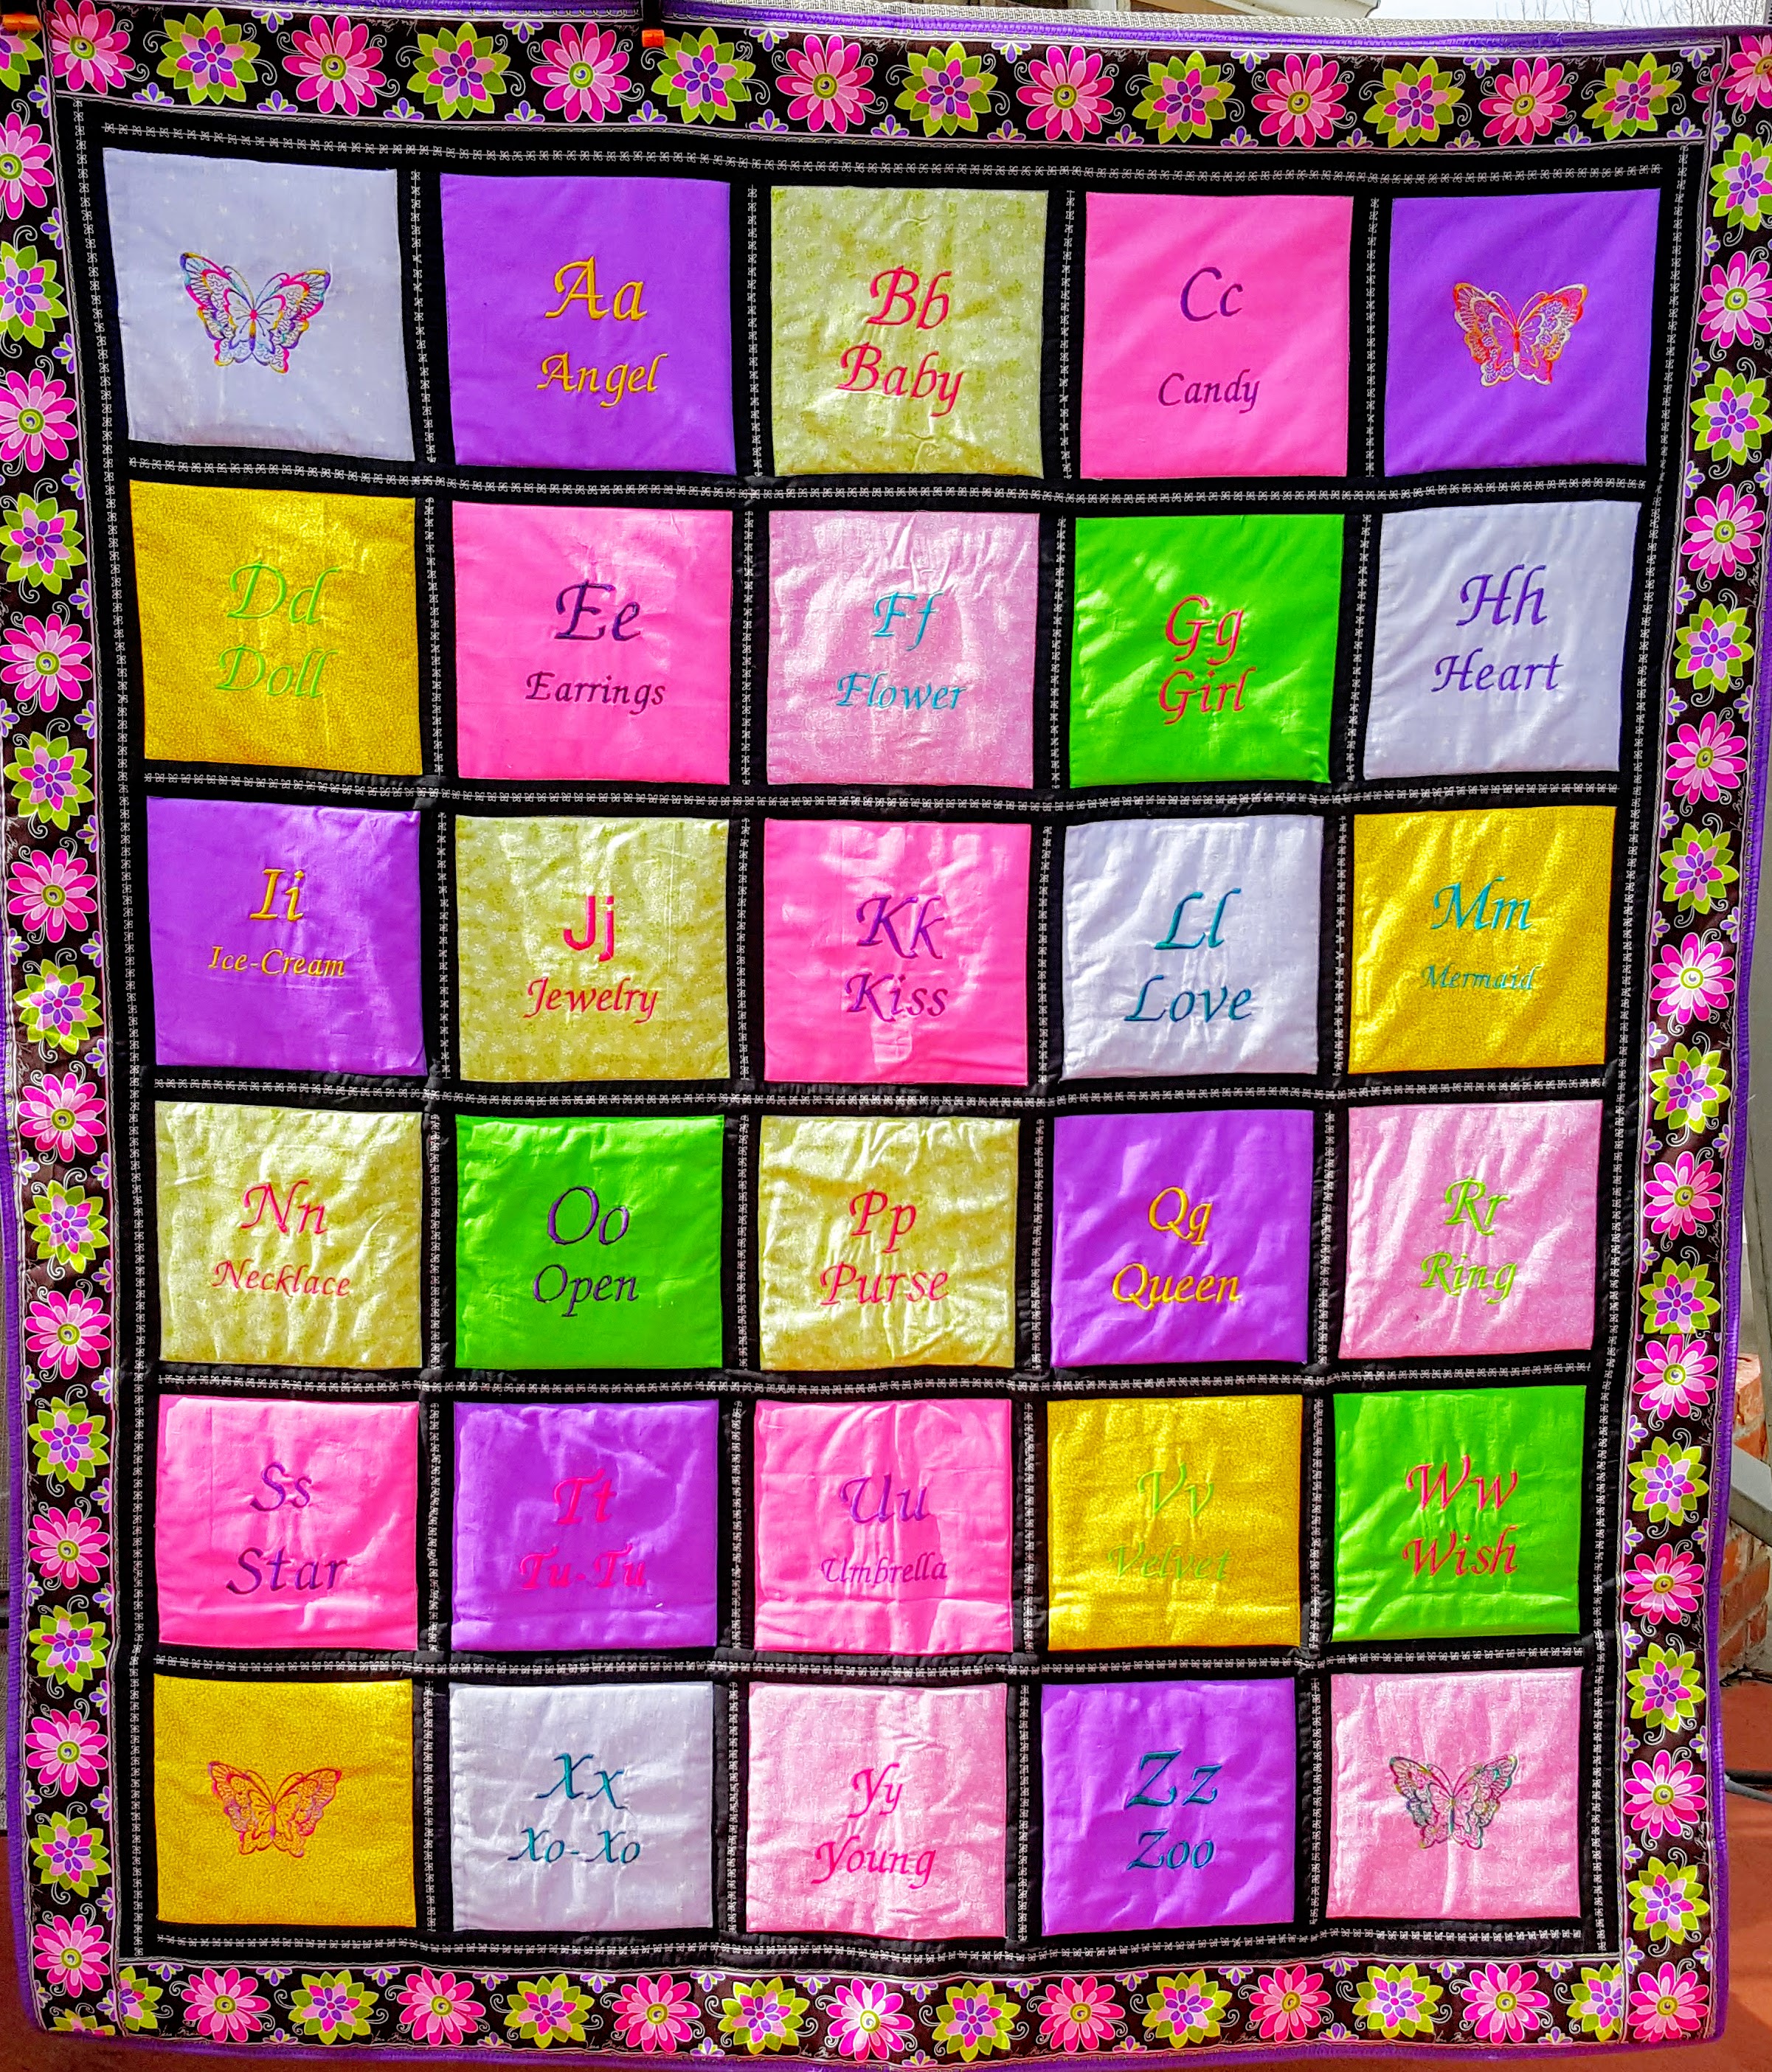 Aa
Angel
Bb
Baby
Cc
Candy
Dd
Doll
Ee
Earrings
Ff
Flower
Gg
Girl
Hh
Heart
Ii
Ice-Cream
Jj
Jewelry
Kk
Kiss
Ll
Love
Mm
Mermaid
Nn
Necklace
Oo
Open
Pp
Purse
Qq
Queen
Rr
Ring
Ss
Star
Tt
Tu-Tu
Uu
Umbrella
Vv
Velvet
Ww
Wish
Xx
Xo-Xo
Yy
Young
Zz
Zoo